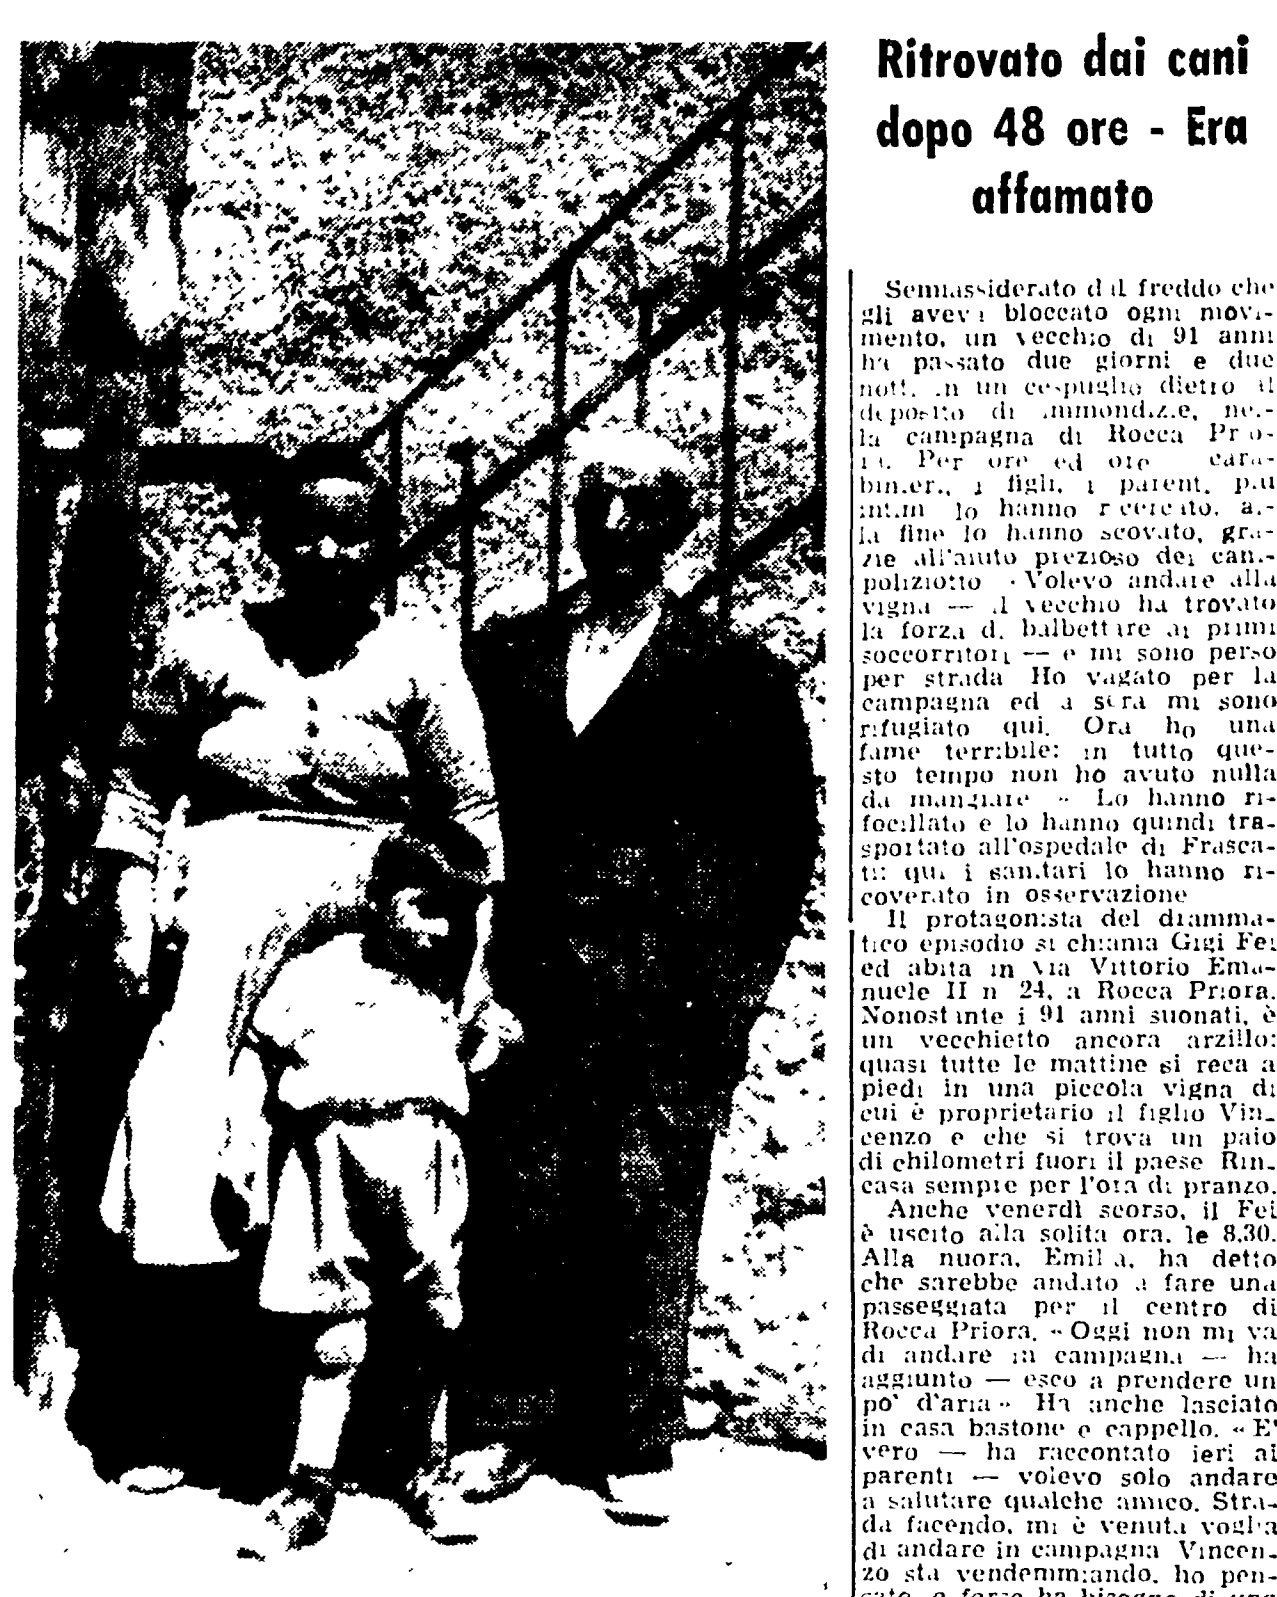 Ritrovato dai cani
dopo 48 ore - Era
affamato
Semiassiderato dal freddo che
gli aveva bloccato ogni movi-
mento, un vecchio di 91 anni
ha passato due giorni e due
notti in un cespuglio dietro il
deposito di immondizie, nel-
la campagna di Rocca Prio-
ra. Per ore ed ore cara-
binieri, i figli, i parenti più
intimi lo hanno ricercato, al-
la fine lo hanno scovato, gra-
zie all'aiuto prezioso dei cani-
poliziotto «Volevo andare alla
vigna — il vecchio ha trovato
la forza di balbettare ai primi
soccorritori — e mi sono perso
per strada Ho vagato per la
campagna ed a sera mi sono
rifugiato qui. Ora ho una
fame terribile: in tutto que-
sto tempo non ho avuto nulla
da mangiare » Lo hanno ri-
focillato e lo hanno quindi tra-
sportato all'ospedale di Frasca-
ti: qui i sanitari lo hanno ri-
coverato in osservazione
Il protagonista del dramma-
tico episodio si chiama Gigi Fei
ed abita in via Vittorio Ema-
nuele II n 24, a Rocca Priora.
Nonostante i 91 anni suonati, è
un vecchietto ancora arzillo:
quasi tutte le mattine si reca a
piedi in una piccola vigna di
cui è proprietario il figlio Vin-
cenzo e che si trova un paio
di chilometri fuori il paese Rin-
casa sempre per l'ora di pranzo.
Anche venerdì scorso, il Fei
è uscito alla solita ora, le 8,30.
Alla nuora, Emilia, ha detto
che sarebbe andato a fare una
passeggiata per il centro di
Rocca Priora. «Oggi non mi va
di andare in campagna — ha
aggiunto — esco a prendere un
po' d'aria» Ha anche lasciato
in casa bastone e cappello. «E'
vero — ha raccontato ieri ai
parenti — volevo solo andare
a salutare qualche amico. Stra-
da facendo, mi è venuta voglia
di andare in campagna Vincen-
zo sta vendemmiando, ho pen-